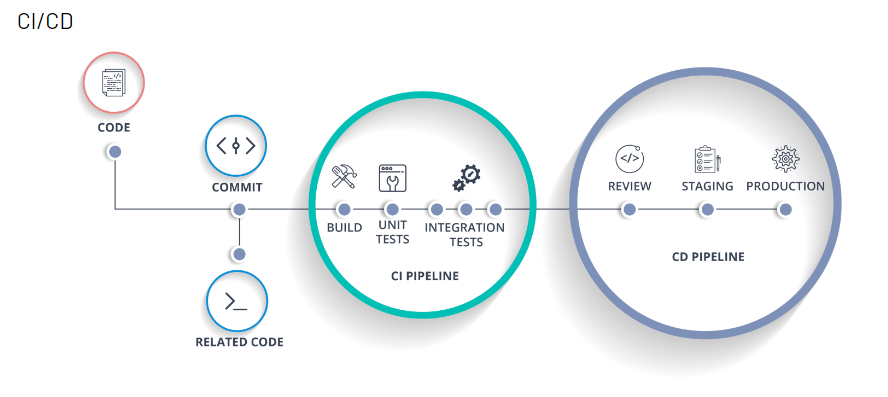 CI/CD
CODE
COMMIT
RELATED CODE
BUILD
UNIT
TESTS
INTEGRATION
TESTS
CI PIPELINE
REVIEW
STAGING
PRODUCTION
CD PIPELINE